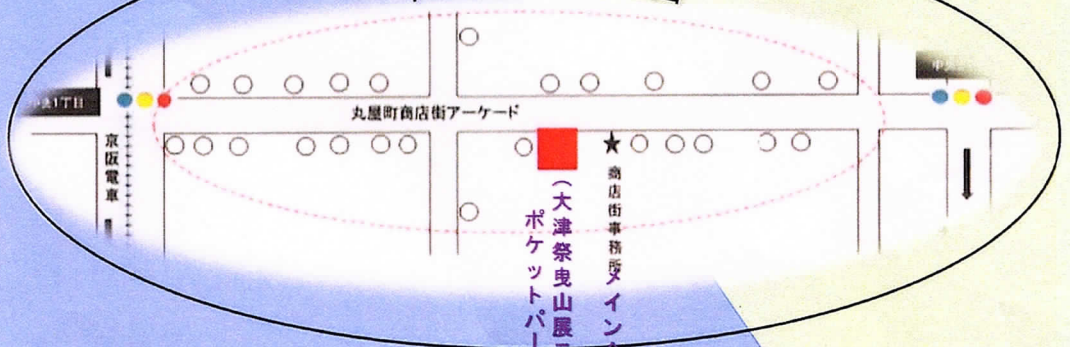 丸屋町商店街アーケード
京阪電車
商店街事務所
メイン
(大津祭曳山展
ポケットパー